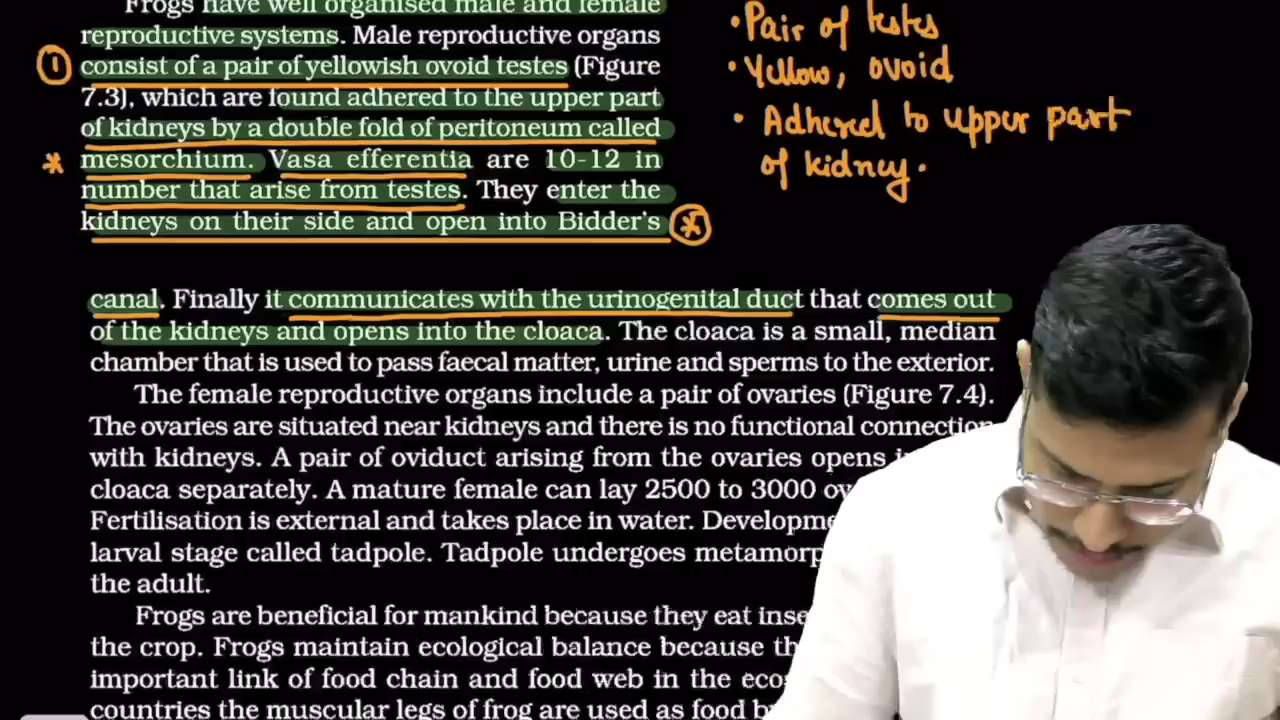 Frogs have well organised male and female
reproductive systems. Male reproductive organs
① consist of a pair of yellowish ovoid testes (Figure
7.3), which are found adhered to the upper part
of kidneys by a double fold of peritoneum called
* mesorchium. Vasa efferentia are 10-12 in
number that arise from testes. They enter the
kidneys on their side and open into Bidder's *
• Pair of testes
• Yellow, ovoid
• Adhered to upper part
of kidney.
canal. Finally it communicates with the urinogenital duct that comes out
of the kidneys and opens into the cloaca. The cloaca is a small, median
chamber that is used to pass faecal matter, urine and sperms to the exterior.
The female reproductive organs include a pair of ovaries (Figure 7.4).
The ovaries are situated near kidneys and there is no functional connection
with kidneys. A pair of oviduct arising from the ovaries opens
cloaca separately. A mature female can lay 2500 to 3000
Fertilisation is external and takes place in water.
larval stage called tadpole. Tadpole undergoes
the adult.
Frogs are beneficial for mankind because they eat
the crop. Frogs maintain ecological balance because
important link of food chain and food web in the
countries the muscular legs of frog are used as food